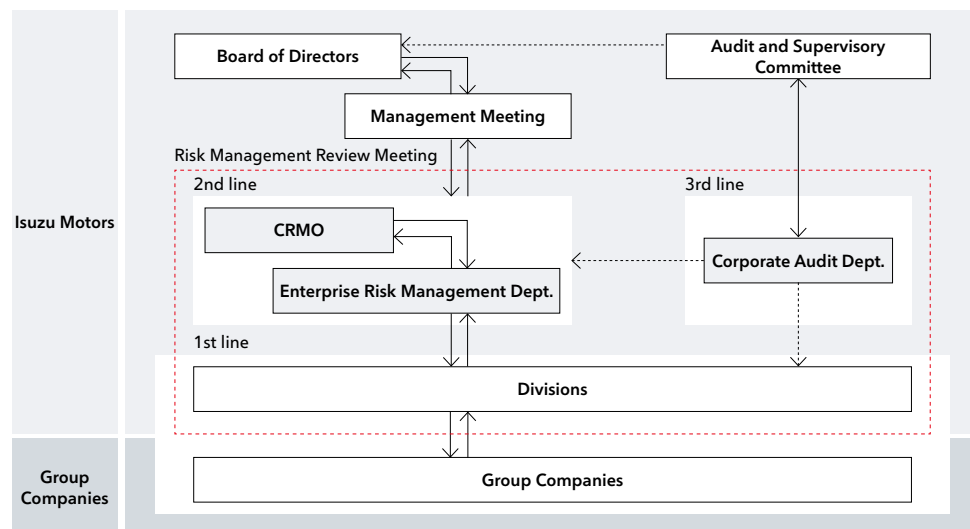 Board of Directors
Audit and Supervisory
Committee
Management Meeting
Risk Management Review Meeting
2nd line
3rd line
Isuzu Motors
CRMO
Corporate Audit Dept.
Enterprise Risk Management Dept.
1st line
Divisions
Group
Companies
Group Companies